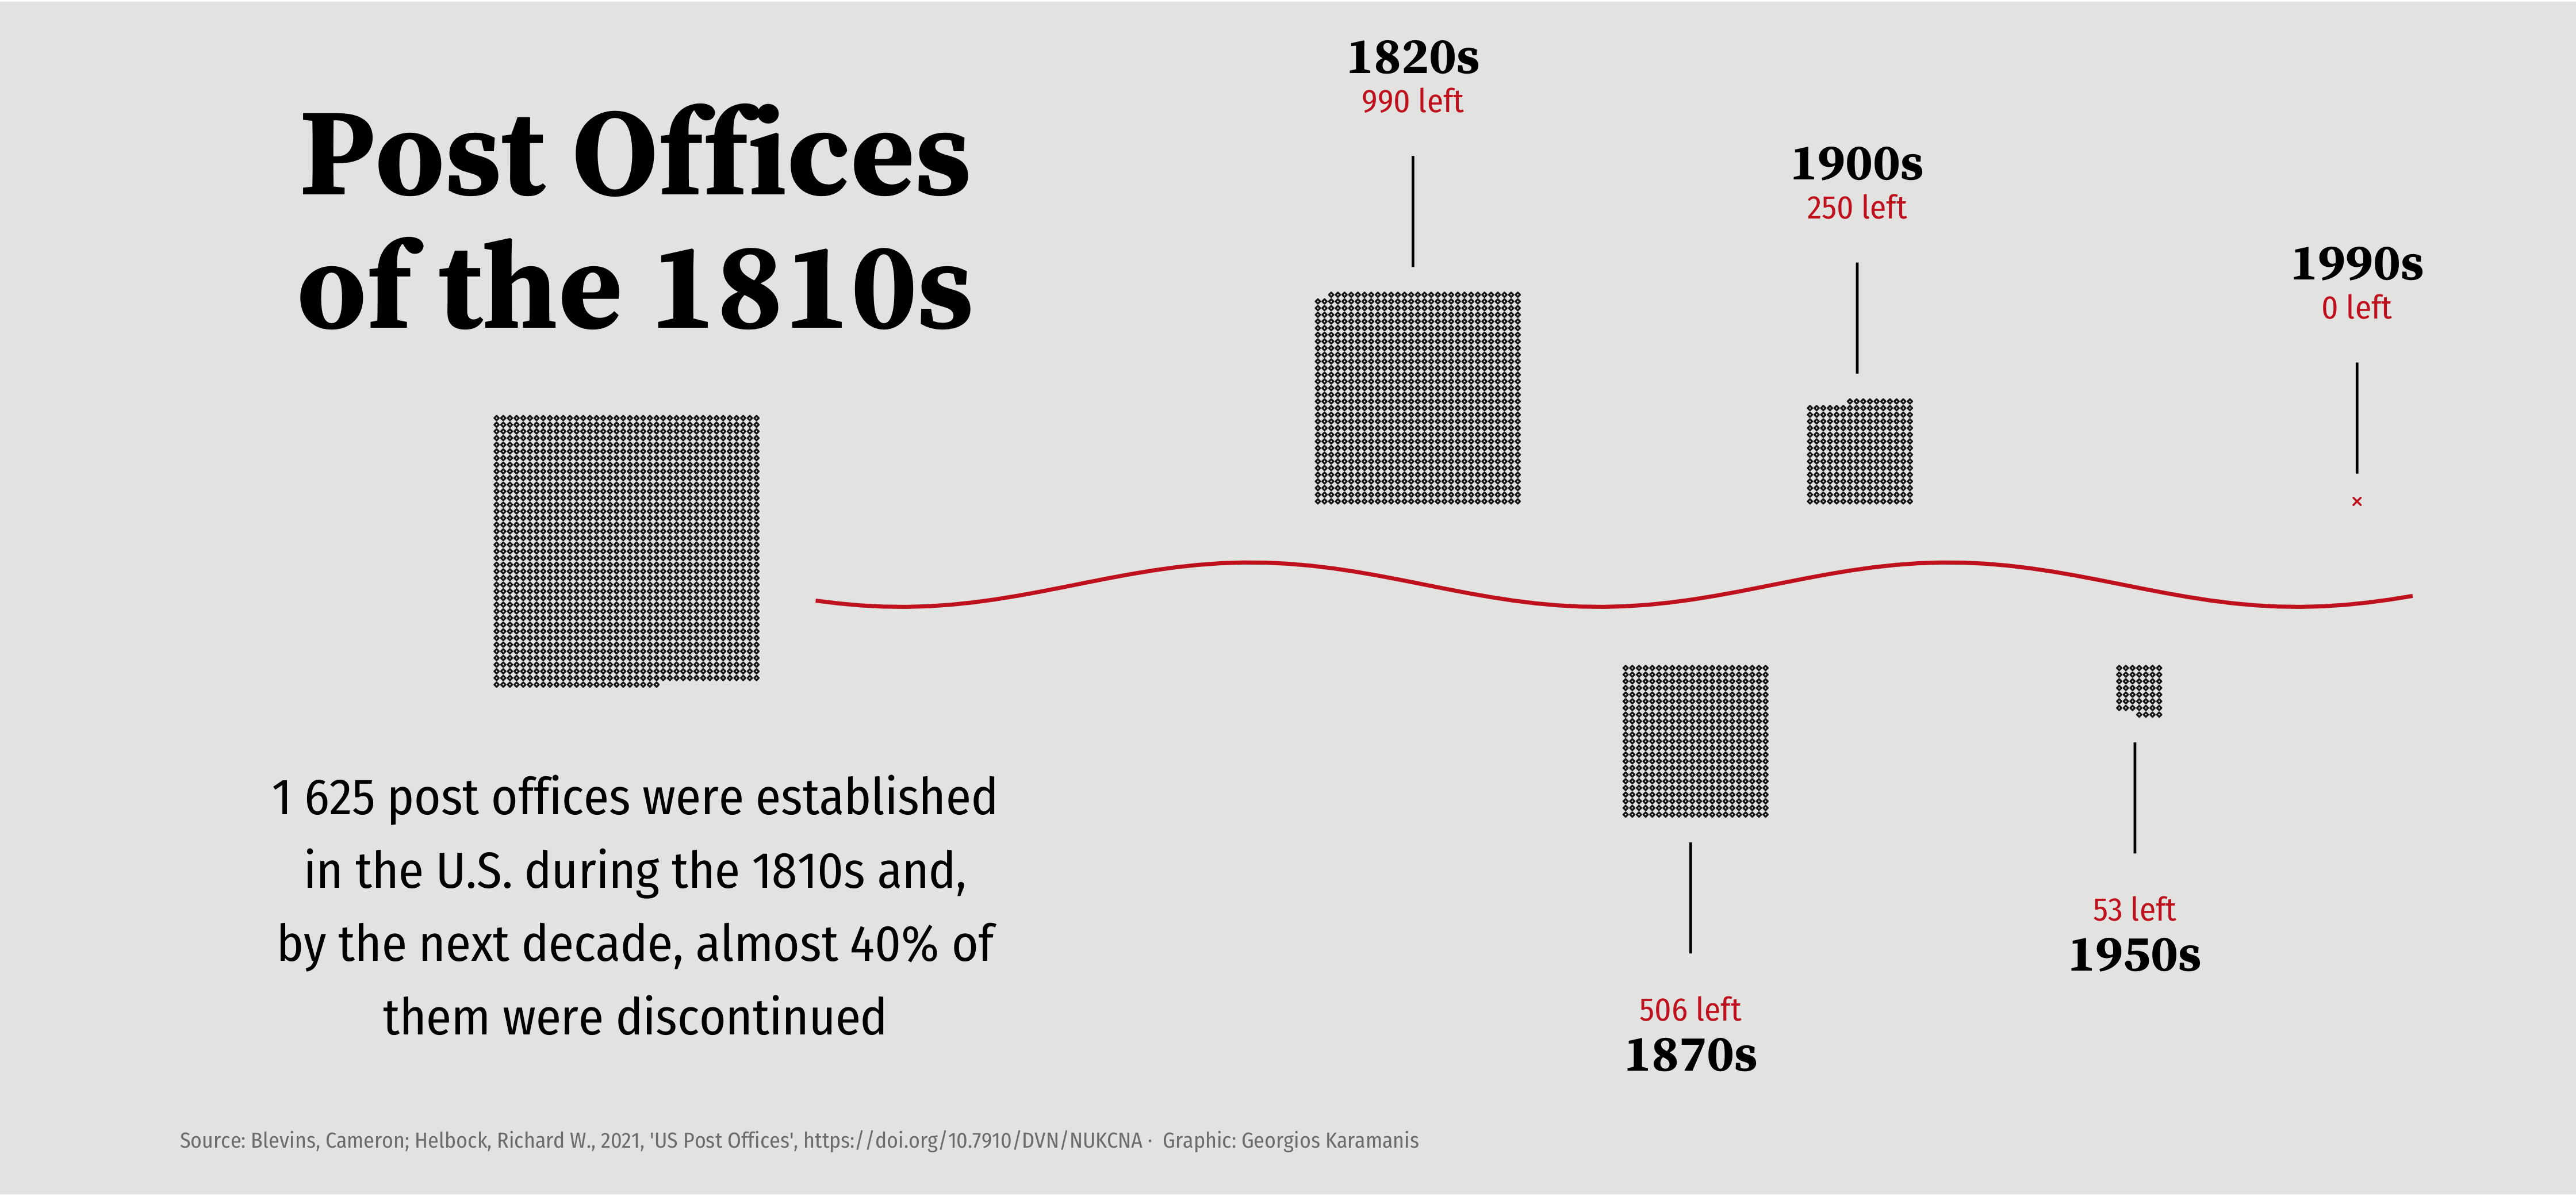 Post Offices
of the 1810s
1 625 post offices were established
in the U.S. during the 1810s and,
by the next decade, almost 40% of
them were discontinued
1820s
990 left
506 left
1870s
1900s
250 left
53 left
1950s
1990s
0 left
Source: Blevins, Cameron; Helbock, Richard W., 2021, 'US Post Offices', https://doi.org/10.7910/DVN/NUKCNA · Graphic: Georgios Karamanis